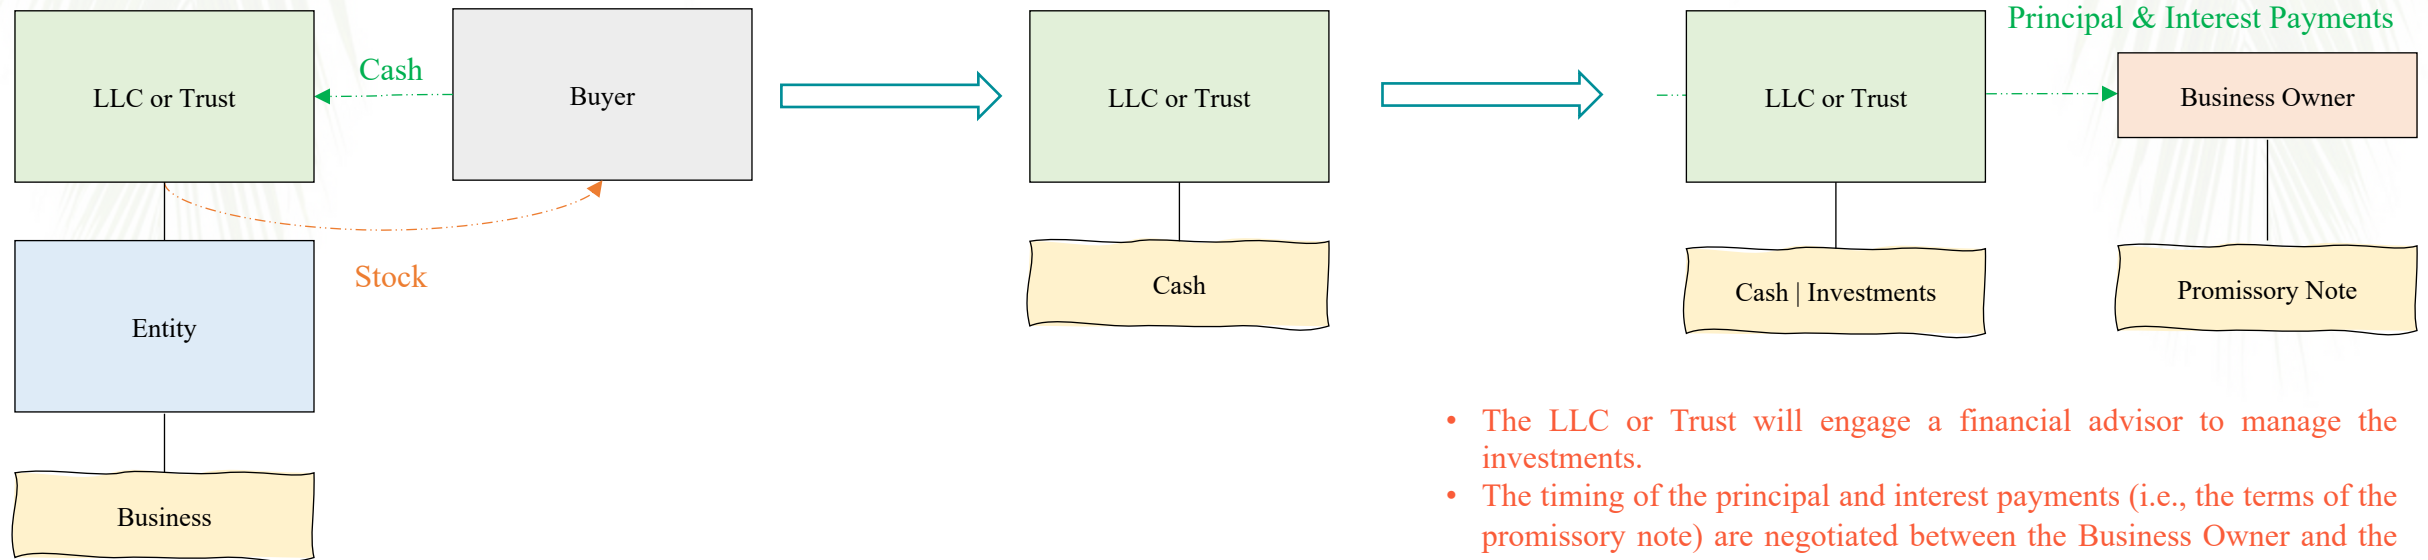 Principal & Interest Payments
LLC or Trust
Cash
Buyer
LLC or Trust
LLC or Trust
Business Owner
Stock
Entity
Cash
Cash | Investments
Promissory Note
Business
• The LLC or Trust will engage a financial advisor to manage the
investments.
• The timing of the principal and interest payments (i.e., the terms of the
promissory note) are negotiated between the Business Owner and the